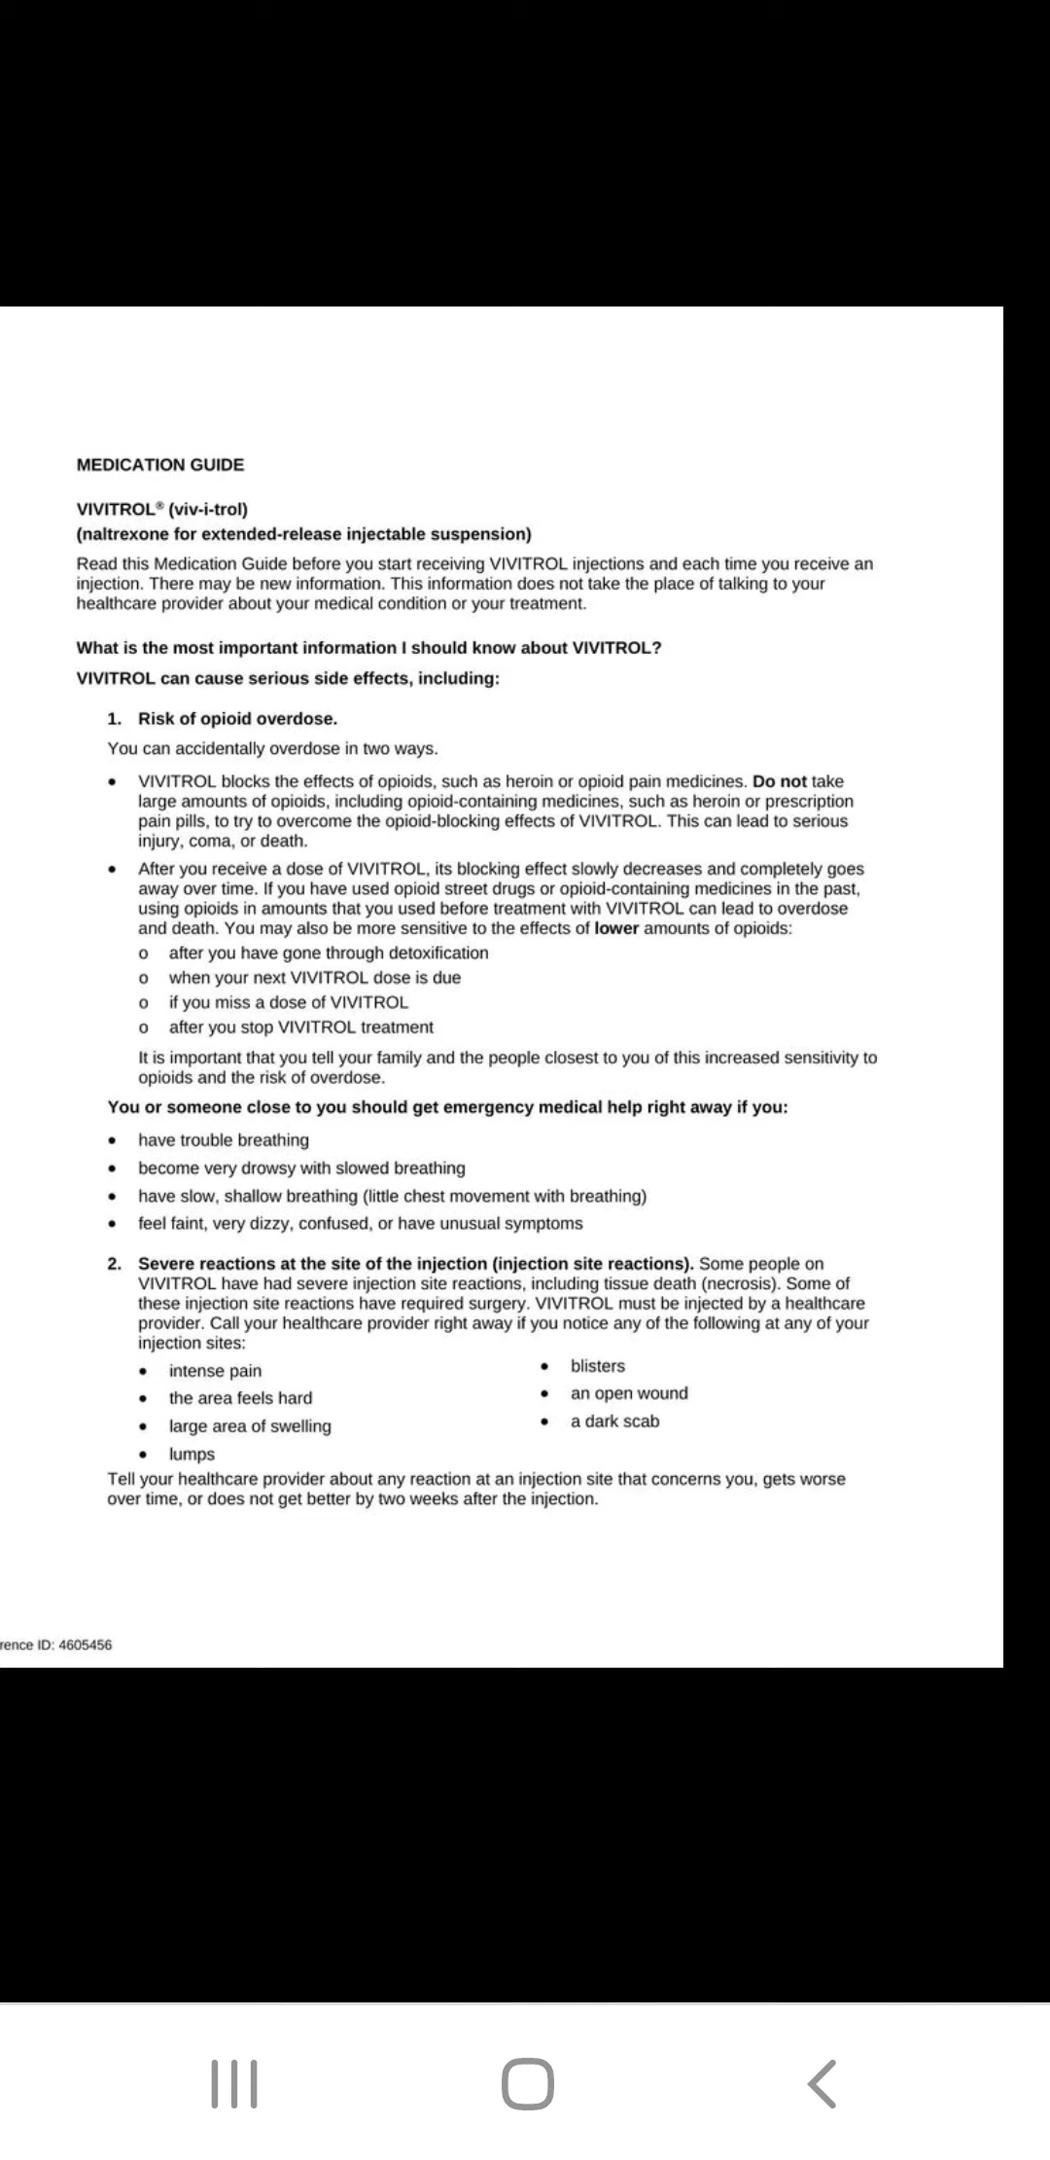 MEDICATION GUIDE
VIVITROL® (viv-i-trol)
(naltrexone for extended-release injectable suspension)
Read this Medication Guide before you start receiving VIVITROL injections and each time you receive an
injection. There may be new information. This information does not take the place of talking to your
healthcare provider about your medical condition or your treatment.
What is the most important information I should know about VIVITROL?
VIVITROL can cause serious side effects, including:
1. Risk of opioid overdose.
You can accidentally overdose in two ways.
• VIVITROL blocks the effects of opioids, such as heroin or opioid pain medicines. Do not take
large amounts of opioids, including opioid-containing medicines, such as heroin or prescription
pain pills, to try to overcome the opioid-blocking effects of VIVITROL. This can lead to serious
injury, coma, or death.
• After you receive a dose of VIVITROL, its blocking effect slowly decreases and completely goes
away over time. If you have used opioid street drugs or opioid-containing medicines in the past,
using opioids in amounts that you used before treatment with VIVITROL can lead to overdose
and death. You may also be more sensitive to the effects of lower amounts of opioids:
o after you have gone through detoxification
o when your next VIVITROL dose is due
o if you miss a dose of VIVITROL
o after you stop VIVITROL treatment
It is important that you tell your family and the people closest to you of this increased sensitivity to
opioids and the risk of overdose.
You or someone close to you should get emergency medical help right away if you:
• have trouble breathing
• become very drowsy with slowed breathing
• have slow, shallow breathing (little chest movement with breathing)
• feel faint, very dizzy, confused, or have unusual symptoms
2. Severe reactions at the site of the injection (injection site reactions). Some people on
VIVITROL have had severe injection site reactions, including tissue death (necrosis). Some of
these injection site reactions have required surgery. VIVITROL must be injected by a healthcare
provider. Call your healthcare provider right away if you notice any of the following at any of your
injection sites:
• intense pain
• the area feels hard
• large area of swelling
• lumps
• blisters
• an open wound
• a dark scab
Tell your healthcare provider about any reaction at an injection site that concerns you, gets worse
over time, or does not get better by two weeks after the injection.
rence ID: 4605456